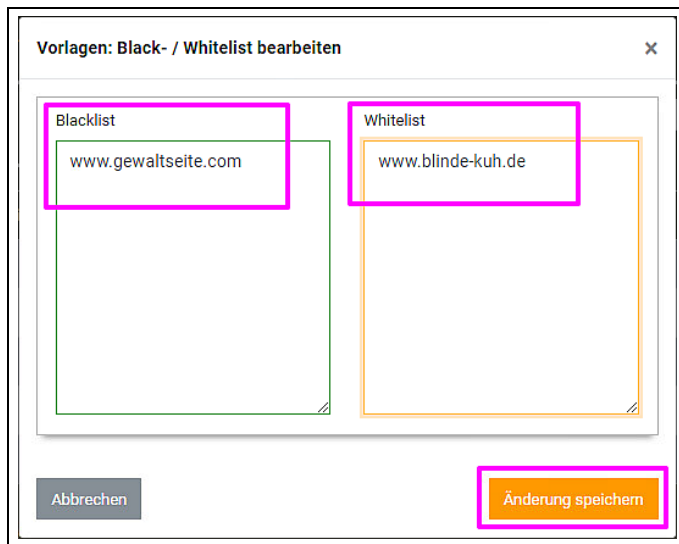 Vorlagen: Black- / Whitelist bearbeiten
Blacklist
Whitelist
www.gewaltseite.com
www.blinde-kuh.de
Abbrechen
Änderung speichern